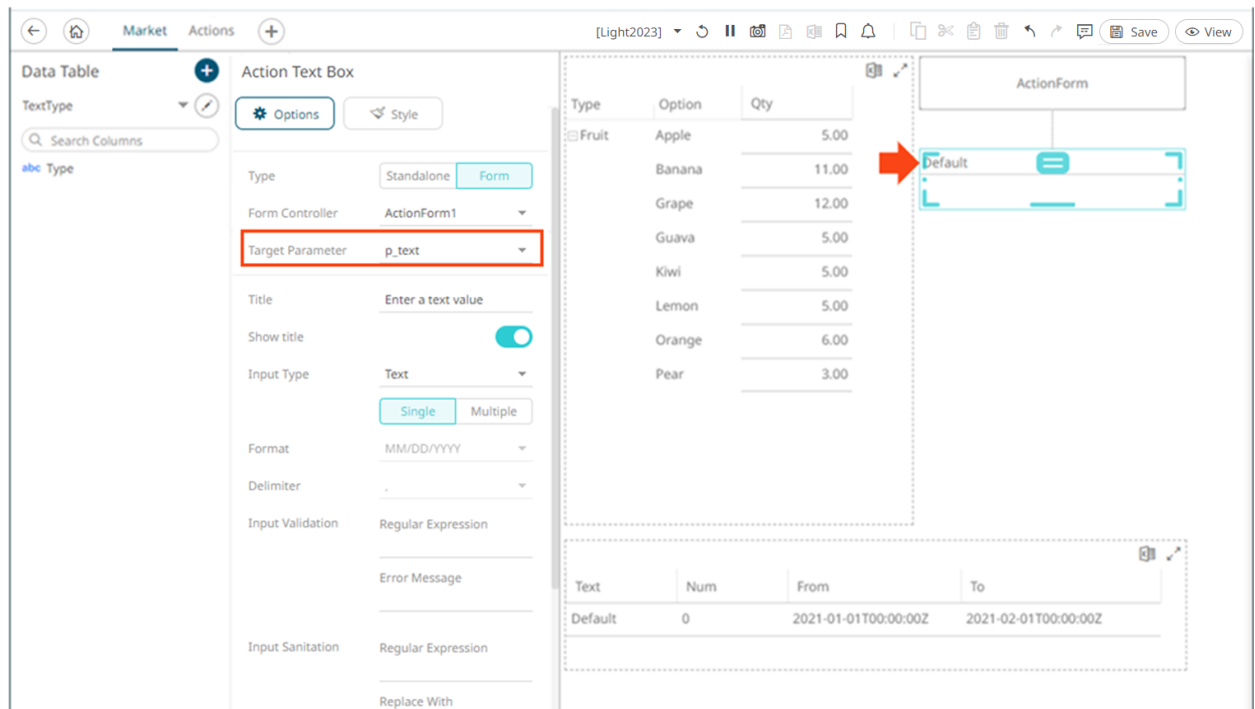 Market Actions [Light2023] Save View
Data Table
TextType
Search Columns
abc Type
Action Text Box
Options Style
Type Standalone Form
Form Controller ActionForm1
Target Parameter p_text
Title Enter a text value
Show title
Input Type Text
Single Multiple
Format MM/DD/YYYY
Delimiter ,
Input Validation Regular Expression
Error Message
Input Sanitation Regular Expression
Replace With
Type Option Qty
Fruit Apple 5.00
Banana 11.00
Grape 12.00
Guava 5.00
Kiwi 5.00
Lemon 5.00
Orange 6.00
Pear 3.00
ActionForm
Default
Text Num From To
Default 0 2021-01-01T00:00:00Z 2021-02-01T00:00:00Z